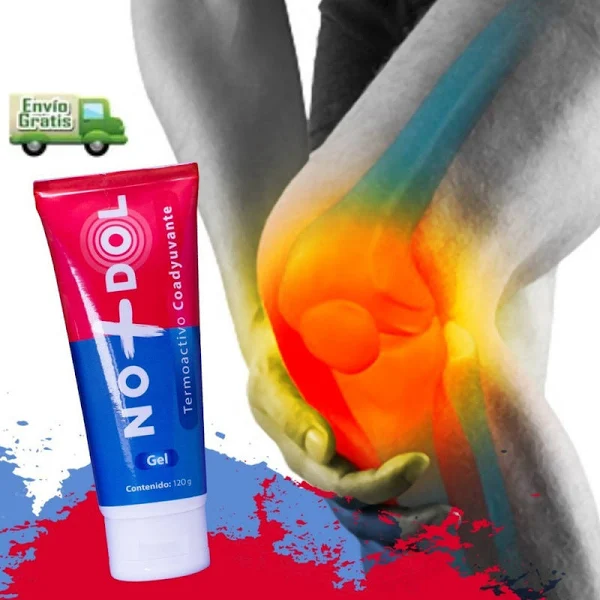 Envío
Gratis
NO+DOL
Termoactivo Coadyuvante
Gel
Contenido: 120 g